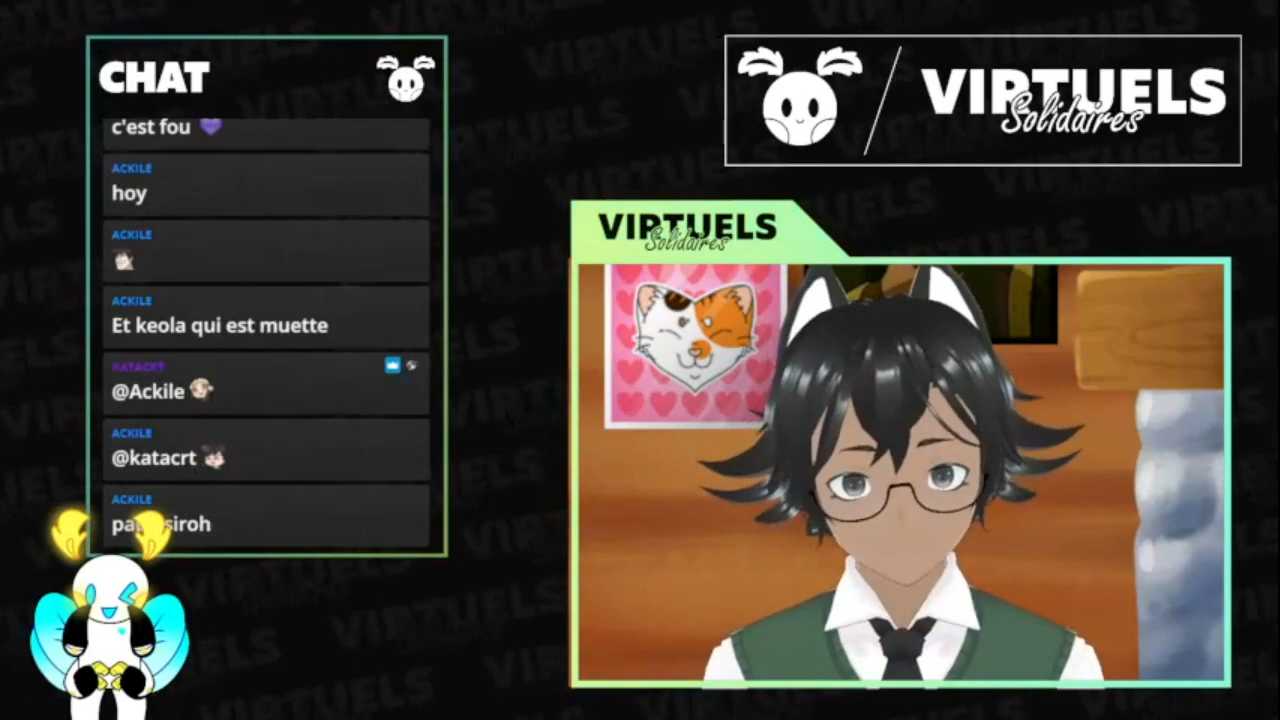 CHAT
c'est fou
ACKILE
hoy
ACKILE
ACKILE
Et keola qui est muette
KATACRT
@Ackile
ACKILE
@katacrt
ACKILE
siroh
VIRTUELS
Solidaires
VIRTUELS
Solidaires